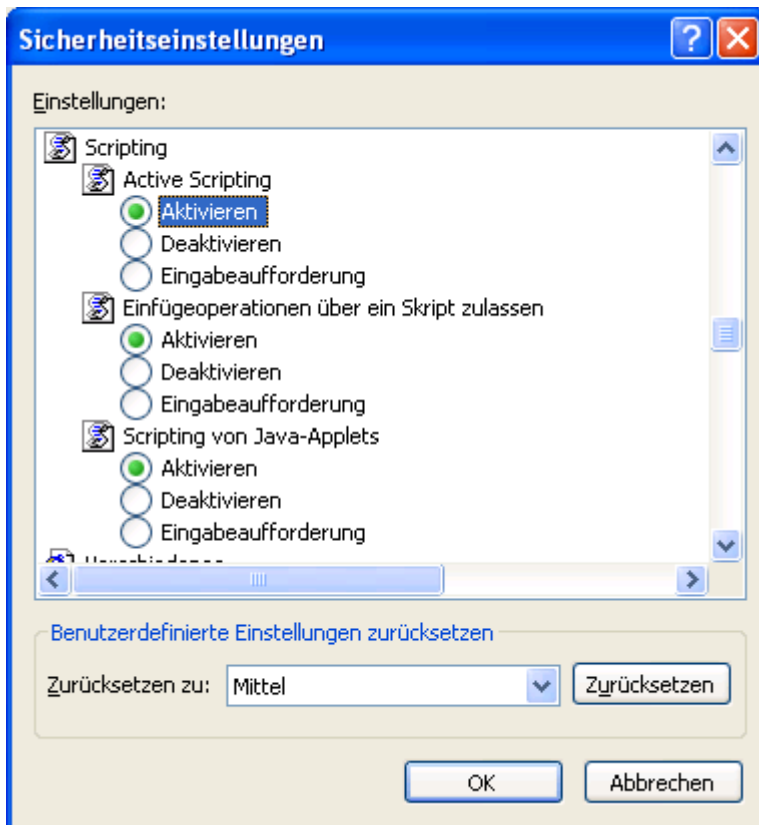 Sicherheitseinstellungen
Einstellungen:
Scripting
Active Scripting
Aktivieren
Deaktivieren
Eingabeaufforderung
Einfügeoperationen über ein Skript zulassen
Aktivieren
Deaktivieren
Eingabeaufforderung
Scripting von Java-Applets
Aktivieren
Deaktivieren
Eingabeaufforderung
Benutzerdefinierte Einstellungen zurücksetzen
Zurücksetzen zu: Mittel Zurücksetzen
OK Abbrechen